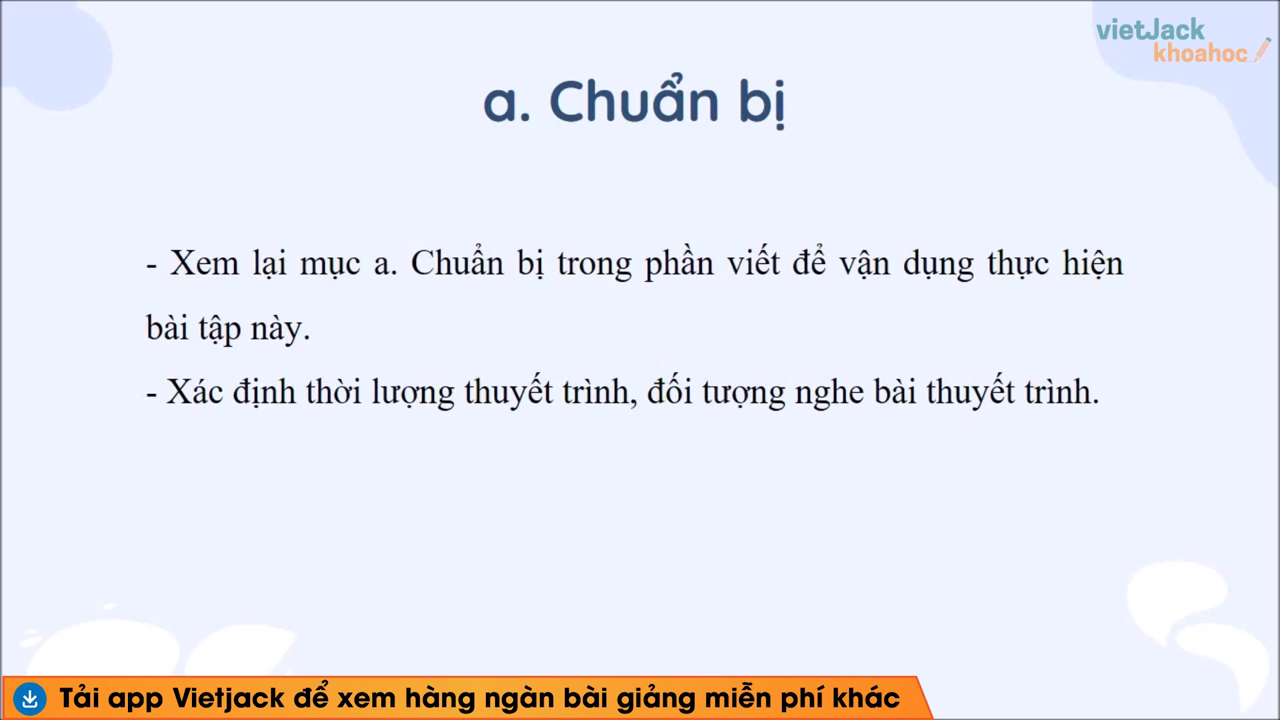 vietJack
khoahoc
a. Chuẩn bị
- Xem lại mục a. Chuẩn bị trong phần viết để vận dụng thực hiện
bài tập này.
- Xác định thời lượng thuyết trình, đối tượng nghe bài thuyết trình.
Tải app Vietjack để xem hàng ngàn bài giảng miễn phí khác